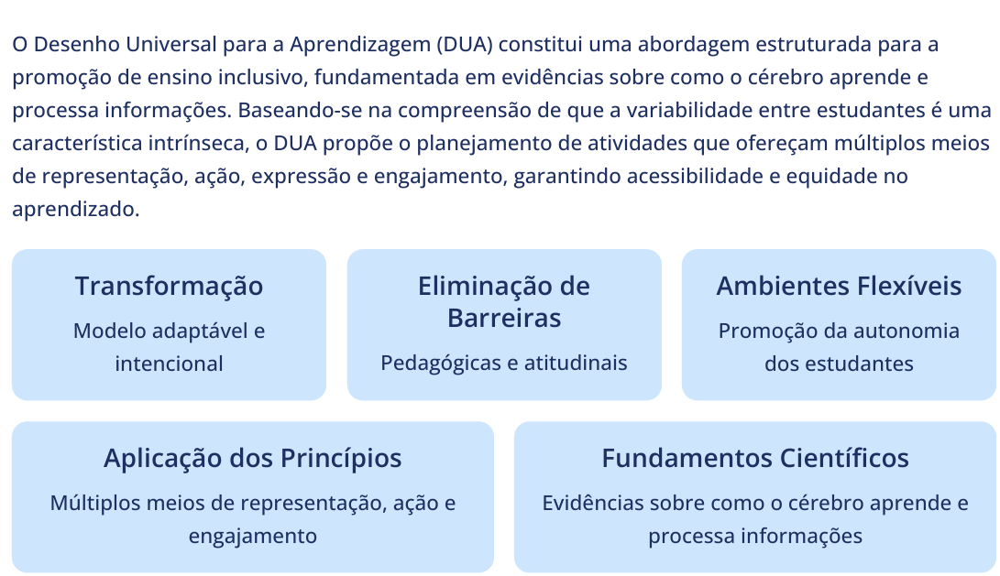 O Desenho Universal para a Aprendizagem (DUA) constitui uma abordagem estruturada para a
promoção de ensino inclusivo, fundamentada em evidências sobre como o cérebro aprende e
processa informações. Baseando-se na compreensão de que a variabilidade entre estudantes é uma
característica intrínseca, o DUA propõe o planejamento de atividades que ofereçam múltiplos meios
de representação, ação, expressão e engajamento, garantindo acessibilidade e equidade no
aprendizado.
Transformação
Modelo adaptável e
intencional
Eliminação de
Barreiras
Pedagógicas e atitudinais
Ambientes Flexíveis
Promoção da autonomia
dos estudantes
Aplicação dos Princípios
Múltiplos meios de representação, ação e
engajamento
Fundamentos Científicos
Evidências sobre como o cérebro aprende e
processa informações